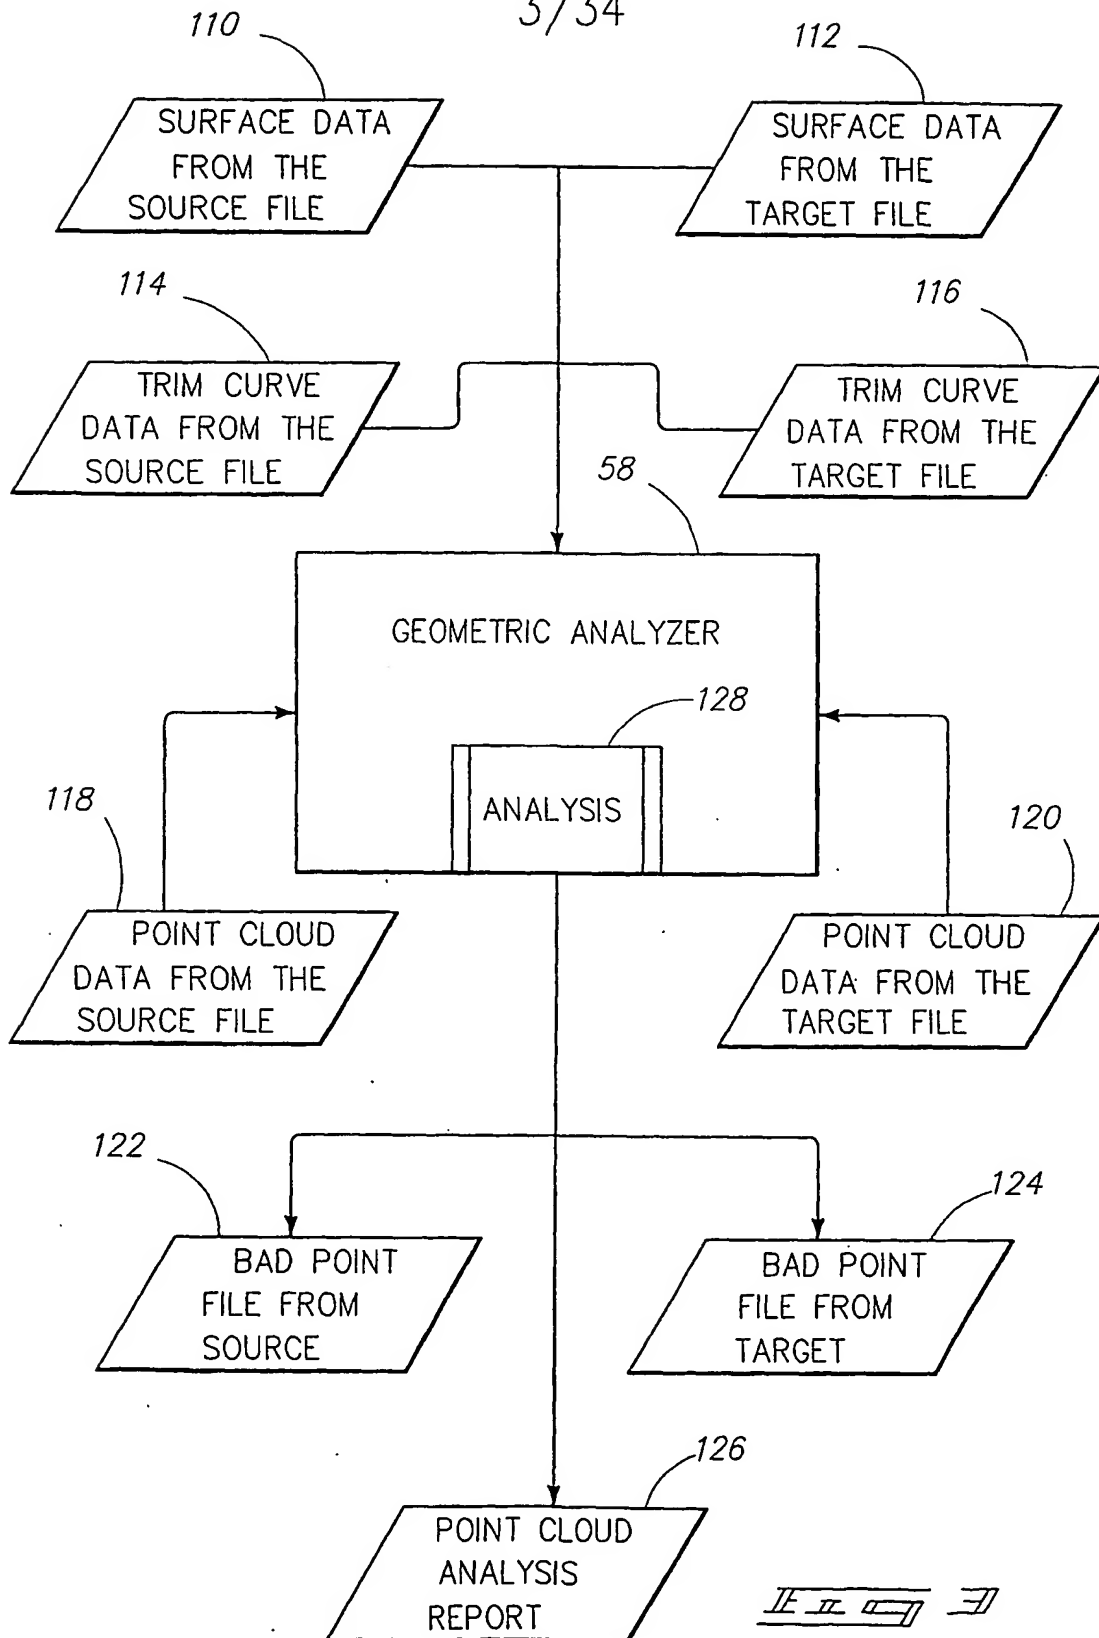 3/34
110
112
SURFACE DATA
FROM THE
SOURCE FILE
SURFACE DATA
FROM THE
TARGET FILE
114
116
TRIM CURVE
DATA FROM THE
SOURCE FILE
TRIM CURVE
DATA FROM THE
TARGET FILE
58
GEOMETRIC ANALYZER
128
ANALYSIS
118
120
POINT CLOUD
DATA FROM THE
SOURCE FILE
POINT CLOUD
DATA FROM THE
TARGET FILE
122
124
BAD POINT
FILE FROM
SOURCE
BAD POINT
FILE FROM
TARGET
126
POINT CLOUD
ANALYSIS
REPORT
FIG 3